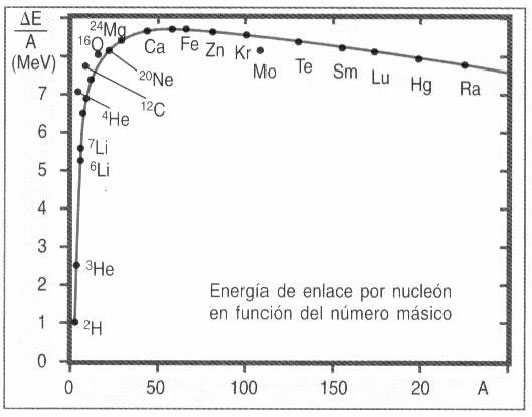 ΔE
A
(MeV)
7
6
5
4
3
2
1
0
²⁴Mg
¹⁶O
Ca
Fe
Zn
Kr
Mo
Te
Sm
Lu
Hg
Ra
²⁰Ne
¹²C
⁴He
⁷Li
⁶Li
³He
²H
Energía de enlace por nucleón
en función del número másico
0 50 100 150 20 A